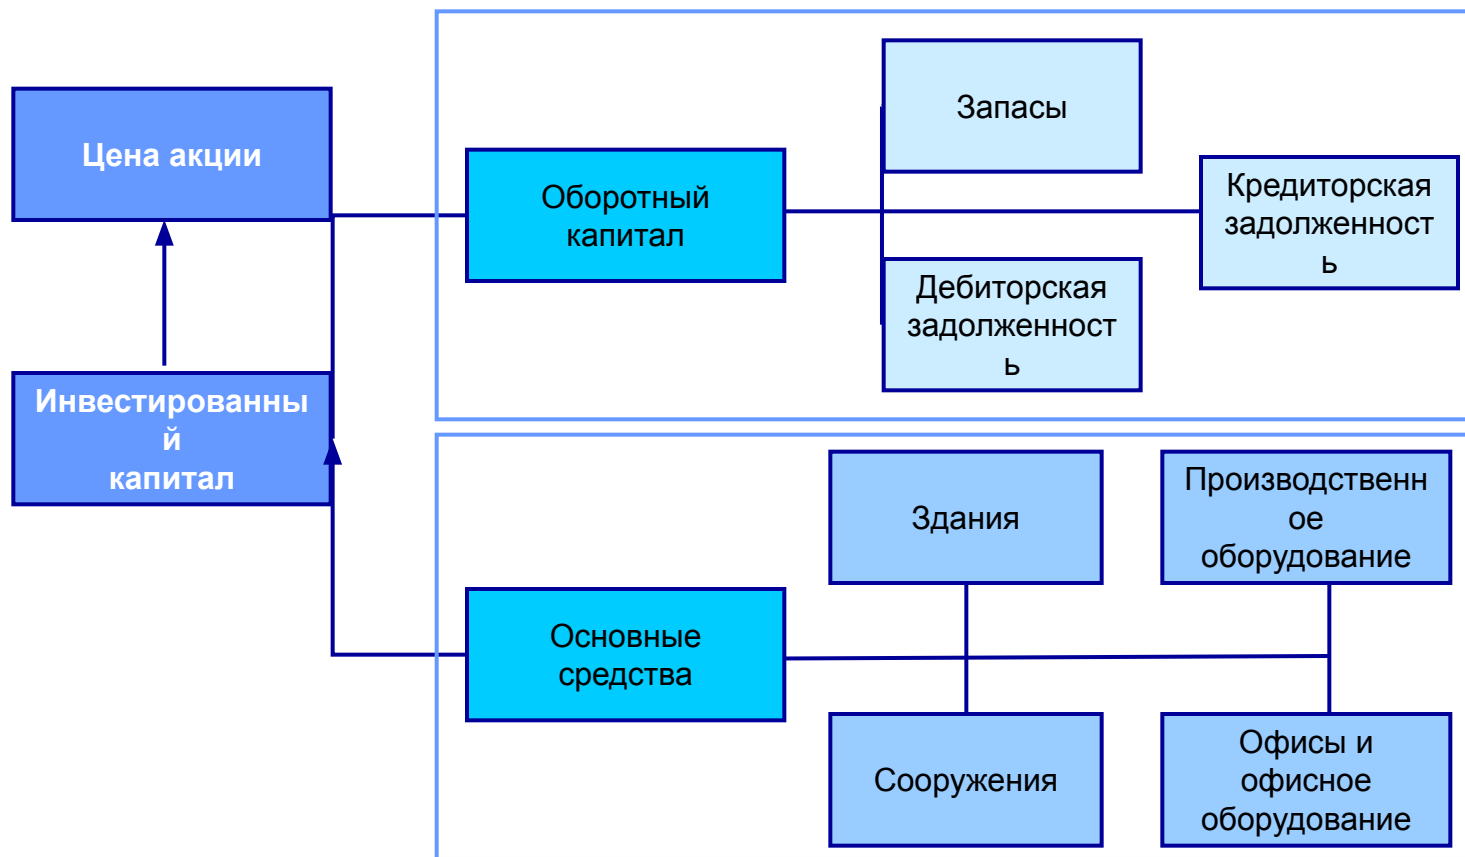 Цена акции
Инвестированны
й
капитал
Оборотный
капитал
Запасы
Дебиторская
задолженност
ь
Кредиторская
задолженност
ь
Основные
средства
Здания
Производственн
ое
оборудование
Сооружения
Офисы и
офисное
оборудование